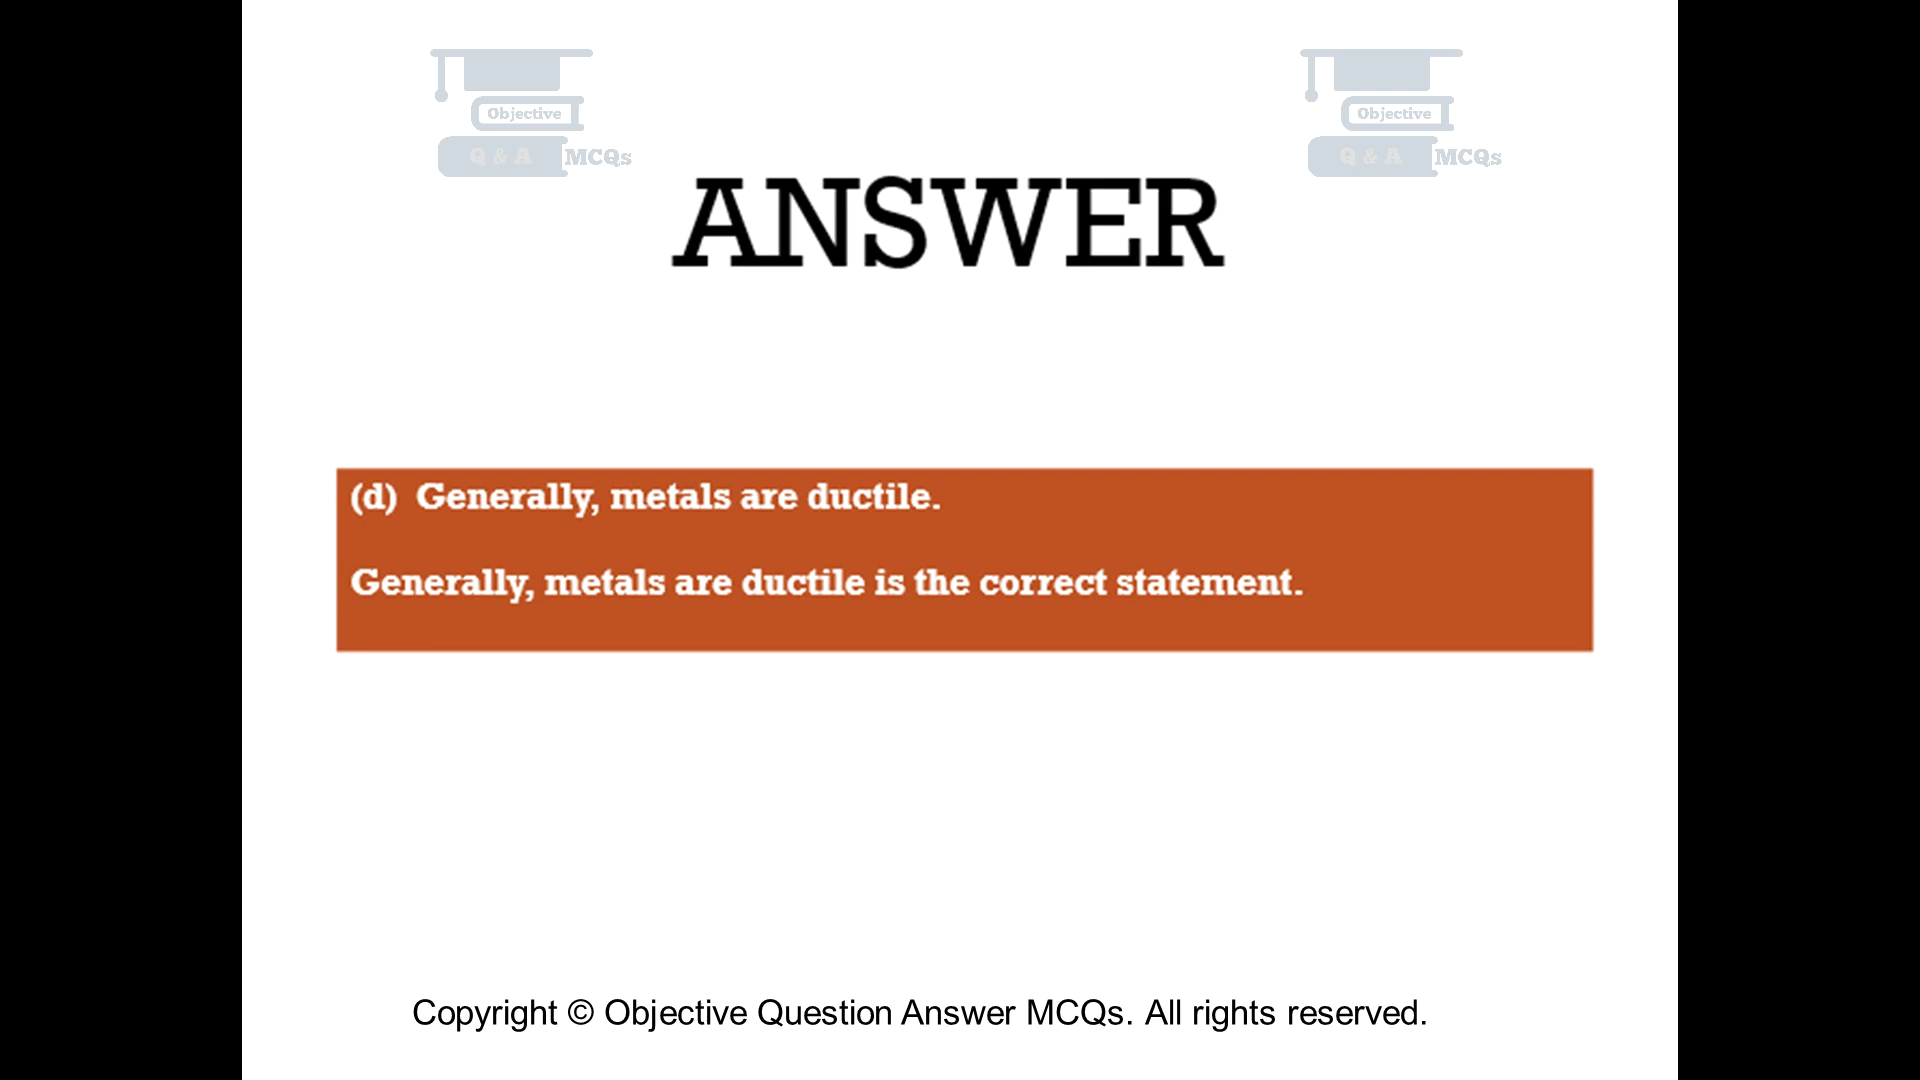 Objective
Q & A MCQs
Objective
Q & A MCQs
ANSWER
(d) Generally, metals are ductile.
Generally, metals are ductile is the correct statement.
Copyright © Objective Question Answer MCQs. All rights reserved.